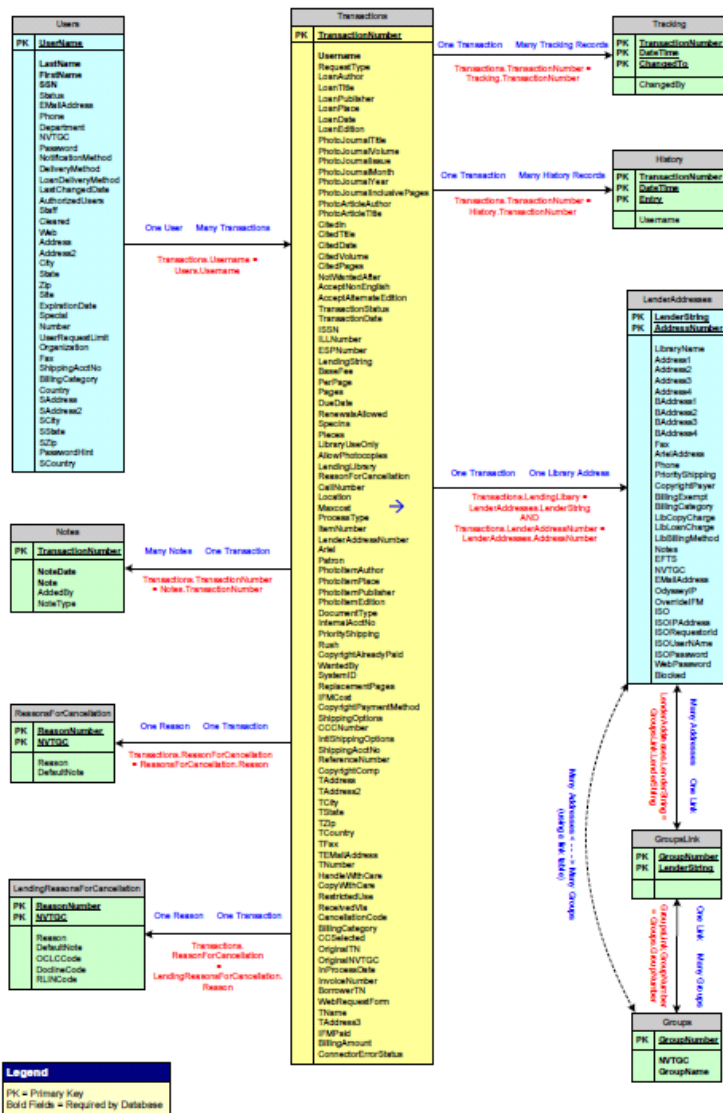 Users
PK UserName
LastName
FirstName
SSN
Status
EMailAddress
Phone
Department
NVTGC
Password
NotificationMethod
DeliveryMethod
LoanDeliveryMethod
LastChangedDate
AuthorizedUsers
Staff
Cleared
Web
Address
Address2
City
State
Zip
Site
ExpirationDate
Special
Number
UserRequestLimit
Organization
Fax
ShippingAcctNo
BillingCategory
Country
SAddress
SAddress2
SCity
SState
SZip
PasswordHint
SCountry
One User Many Transactions
Transactions.Username =
Users.Username
Transactions
PK TransactionNumber
Username
RequestType
LoanAuthor
LoanTitle
LoanPublisher
LoanPlace
LoanDate
LoanEdition
PhotoJournalTitle
PhotoJournalVolume
PhotoJournalIssue
PhotoJournalMonth
PhotoJournalYear
PhotoJournalInclusivePages
PhotoArticleAuthor
PhotoArticleTitle
CitedIn
CitedTitle
CitedDate
CitedVolume
CitedPages
NotWantedAfter
AcceptNonEnglish
AcceptAlternateEdition
TransactionStatus
TransactionDate
ISSN
ILLNumber
ESPNumber
LendingString
BaseFee
PerPage
Pages
DueDate
RenewalsAllowed
SpecIns
Pieces
LibraryUseOnly
AllowPhotocopies
LendingLibrary
ReasonForCancellation
CallNumber
Location
Maxcost
ProcessType
ItemNumber
LenderAddressNumber
Ariel
Patron
PhotoItemAuthor
PhotoItemPlace
PhotoItemPublisher
PhotoItemEdition
DocumentType
InternalAcctNo
PriorityShipping
Rush
CopyrightAlreadyPaid
WantedBy
SystemID
ReplacementPages
IFMCost
CopyrightPaymentMethod
ShippingOptions
CCCNumber
IntlShippingOptions
ShippingAcctNo
ReferenceNumber
CopyrightComp
TAddress
TAddress2
TCity
TState
TZip
TCountry
TFax
TEMailAddress
TNumber
HandleWithCare
CopyWithCare
RestrictedUse
ReceivedVia
CancellationCode
BillingCategory
CCSelected
OriginalTN
OriginalNVTGC
InProcessDate
InvoiceNumber
BorrowerTN
WebRequestForm
TName
TAddress3
IFMPaid
BillingAmount
ConnectorErrorStatus
One Transaction Many Tracking Records
Transactions.TransactionNumber =
Tracking.TransactionNumber
Tracking
PK TransactionNumber
PK DateTime
PK ChangedTo
ChangedBy
One Transaction Many History Records
Transactions.TransactionNumber =
History.TransactionNumber
History
PK TransactionNumber
PK DateTime
PK Entry
Username
LenderAddresses
PK LenderString
PK AddressNumber
LibraryName
Address1
Address2
Address3
Address4
BAddress1
BAddress2
BAddress3
BAddress4
Fax
ArielAddress
Phone
PriorityShipping
CopyrightPayer
BillingExempt
BillingCategory
LibCopyCharge
LibLoanCharge
LibBillingMethod
Notes
EFTS
NVTGC
EMailAddress
OdysseyIP
OverrideIFM
ISO
ISOIPAddress
ISORequestorId
ISOUserNAme
ISOPassword
WebPassword
Blocked
One Transaction One Library Address
Transactions.LendingLibary =
LenderAddresses.LenderString
AND
Transactions.LenderAddressNumber =
LenderAddresses.AddressNumber
Notes
PK TransactionNumber
NoteDate
Note
AddedBy
NoteType
Many Notes One Transaction
Transactions.TransactionNumber
= Notes.TransactionNumber
ReasonsForCancellation
PK ReasonNumber
PK NVTGC
Reason
DefaultNote
One Reason One Transaction
Transactions.ReasonForCancellation
= ReasonsForCancellation.Reason
LendingReasonsForCancellation
PK ReasonNumber
PK NVTGC
Reason
DefaultNote
OCLCCode
DoclineCode
RLINCode
One Reason One Transaction
Transactions.
ReasonForCancellation
=
LendingReasonsForCancellation.
Reason
Many Addresses One Link
LenderAddresses.LenderString =
GroupsLink.LenderString
Many Addresses < - - - > Many Groups
(using a link table)
GroupsLink
PK GroupNumber
PK LenderString
One Link Many Groups
GroupsLink.GroupNumber
= Groups.GroupNumber
Groups
PK GroupNumber
NVTGC
GroupName
Legend
PK = Primary Key
Bold Fields = Required by Database